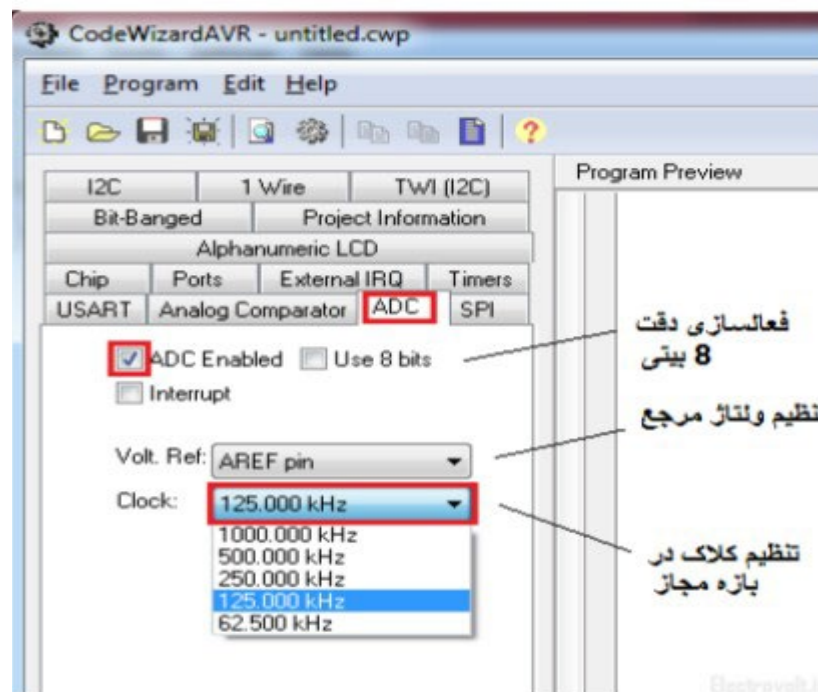 CodeWizardAVR - untitled.cwp
File Program Edit Help
Program Preview
I2C 1 Wire TWI (I2C)
Bit-Banged Project Information
Alphanumeric LCD
Chip Ports External IRQ Timers
USART Analog Comparator ADC SPI
ADC Enabled Use 8 bits
Interrupt
فعالسازی دقت
8 بیتی
تنظیم ولتاژ مرجع
Volt. Ref: AREF pin
Clock: 125.000 kHz
1000.000 kHz
500.000 kHz
250.000 kHz
125.000 kHz
62.500 kHz
تنظیم کلاک در
بازه مجاز